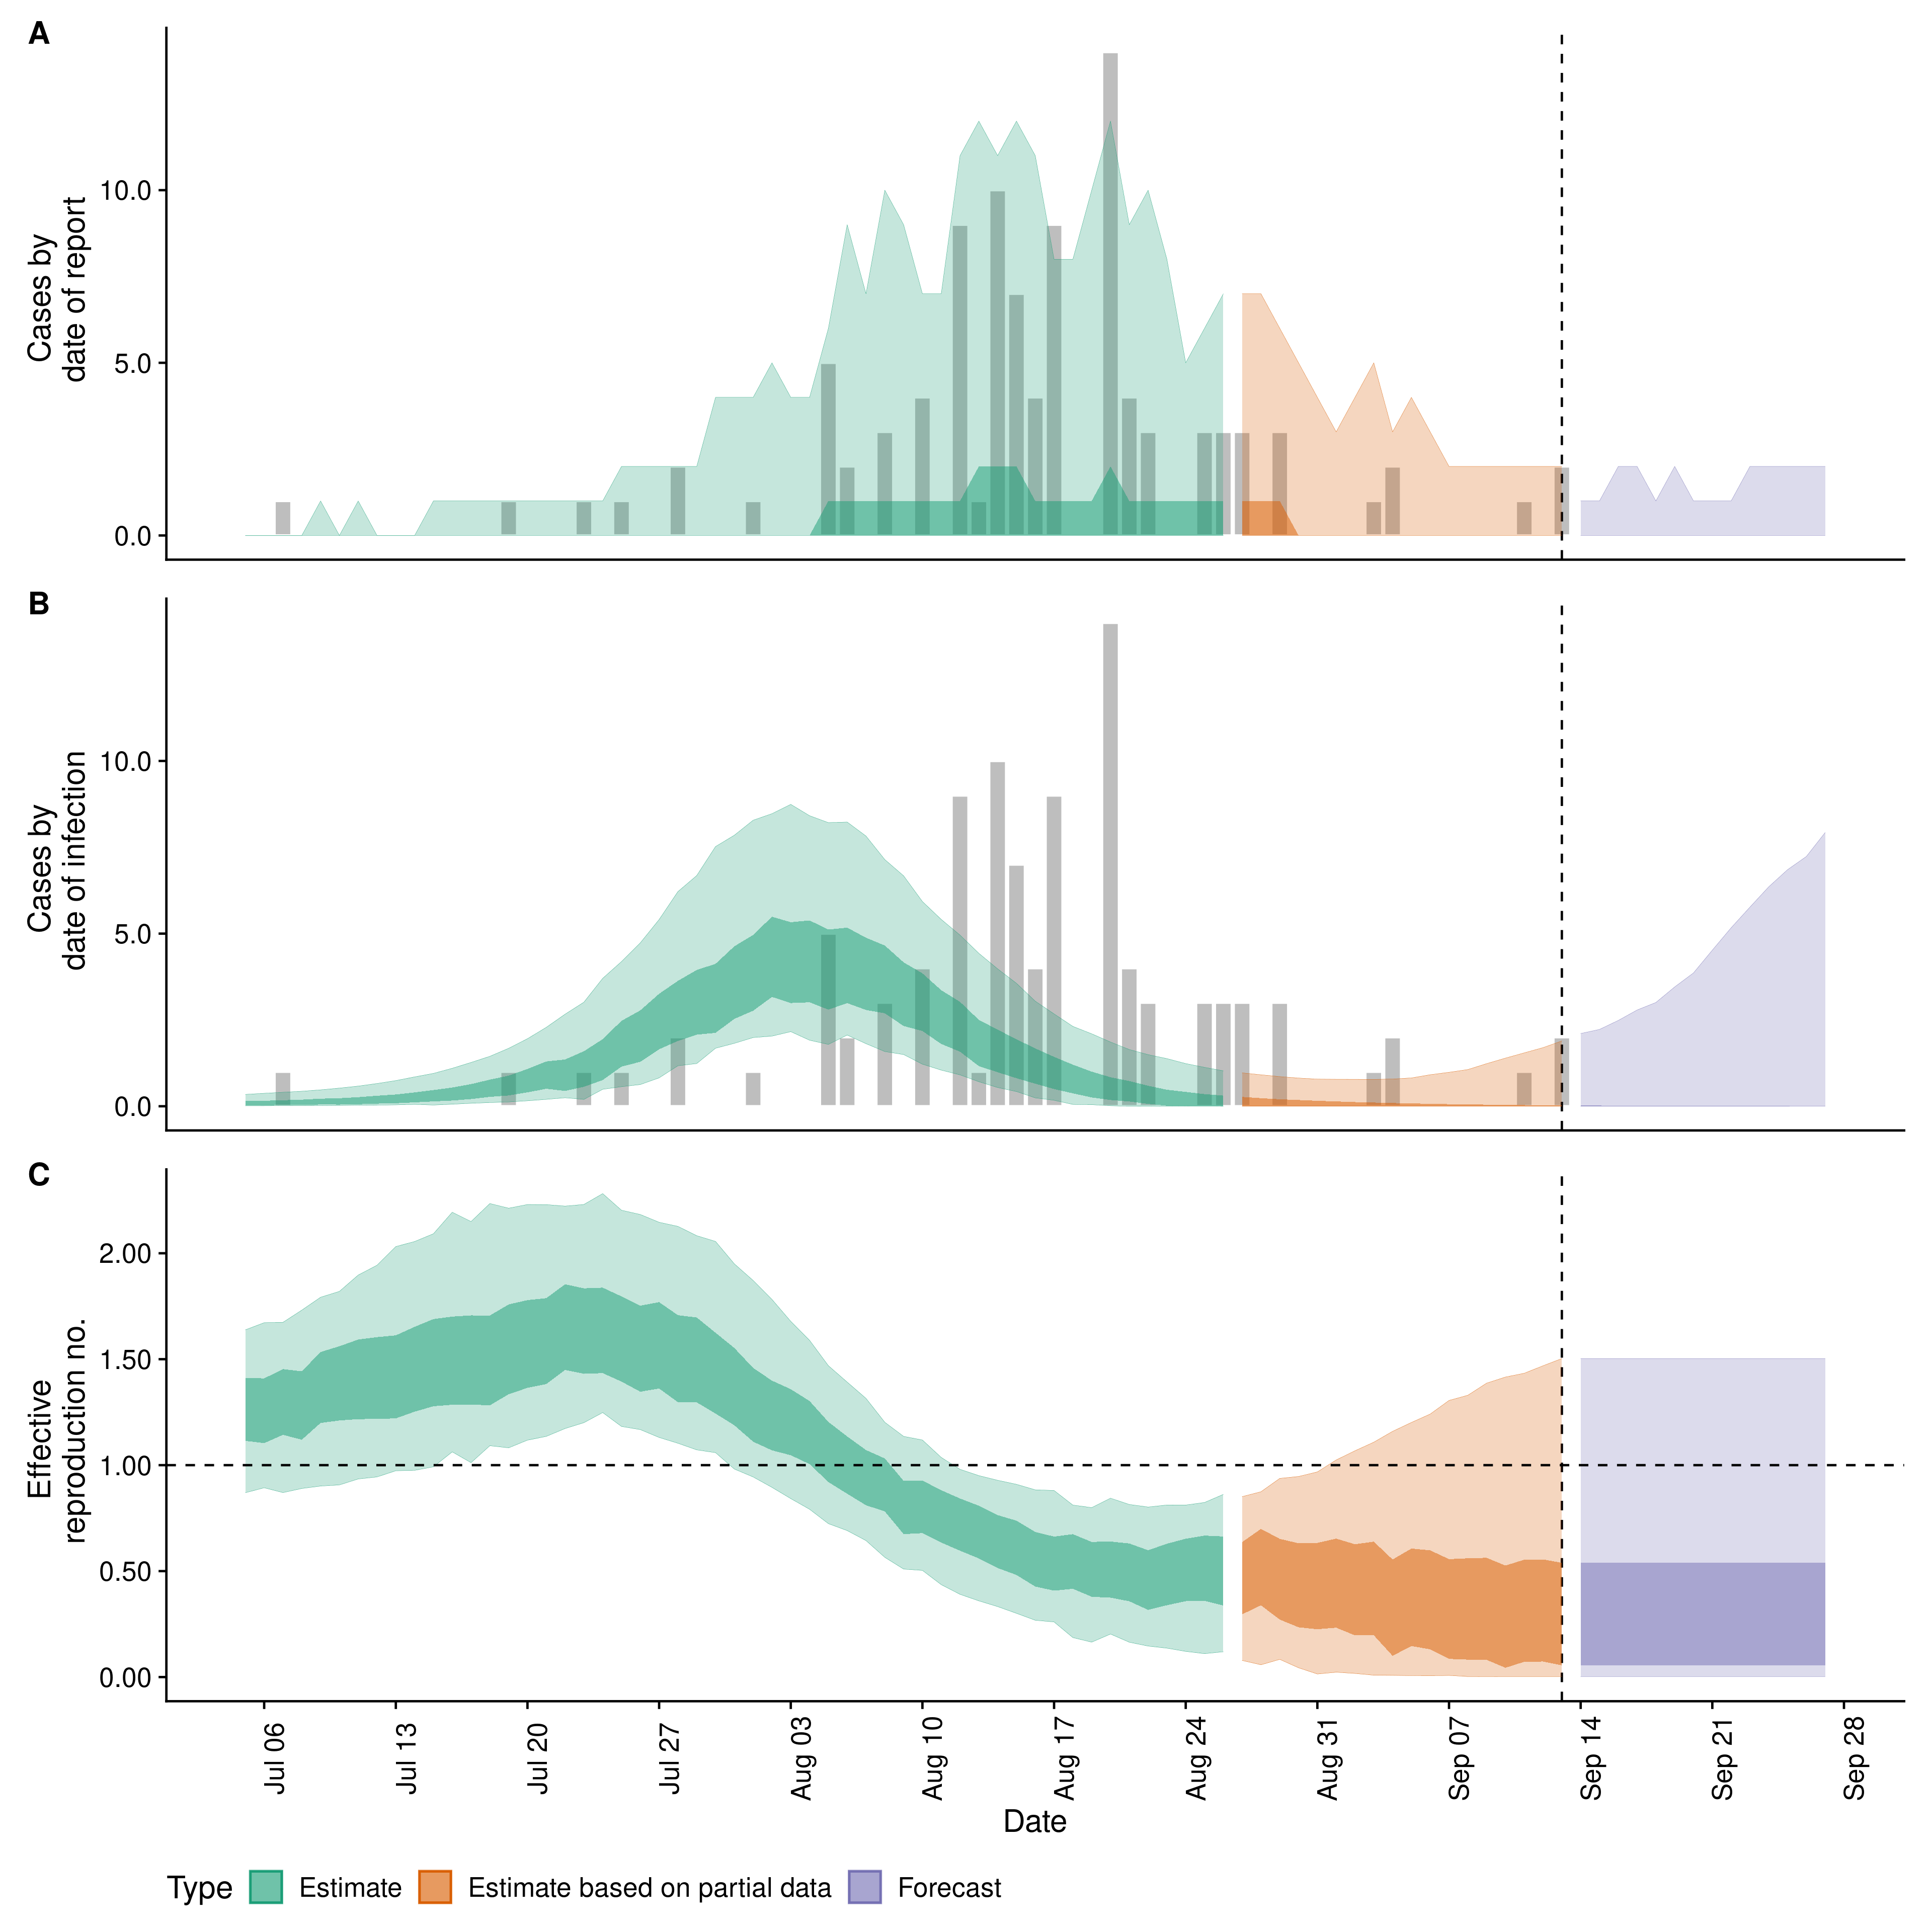 A
Cases by
date of report
10.0
5.0
0.0
B
Cases by
date of infection
10.0
5.0
0.0
C
Effective
reproduction no.
2.00
1.50
1.00
0.50
0.00
Jul 06
Jul 13
Jul 20
Jul 27
Aug 03
Aug 10
Aug 17
Aug 24
Aug 31
Sep 07
Sep 14
Sep 21
Sep 28
Date
Type
Estimate
Estimate based on partial data
Forecast